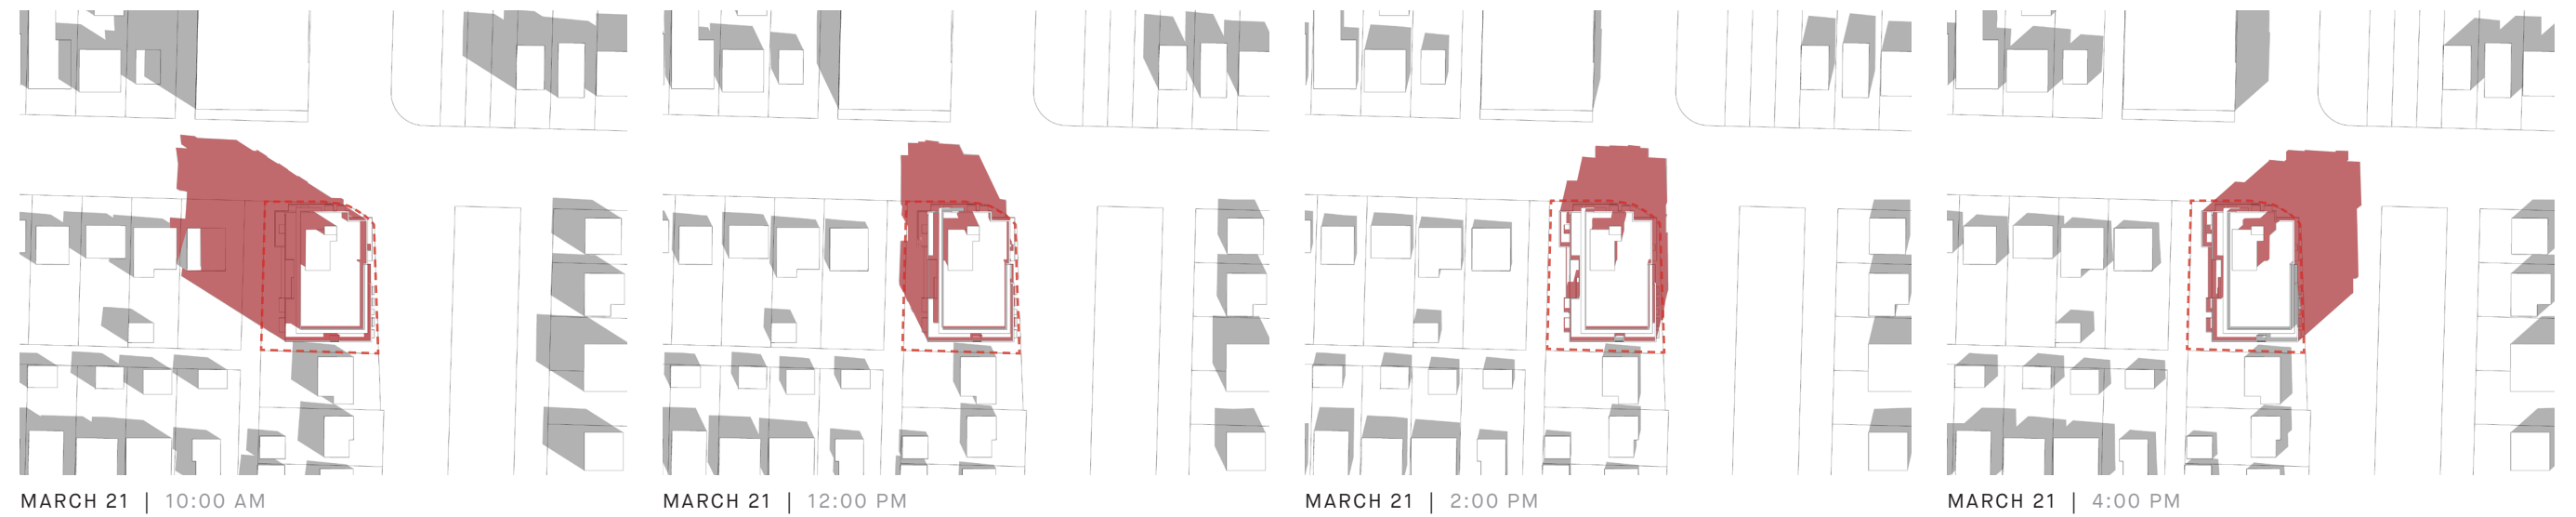 MARCH 21 | 10:00 AM
MARCH 21 | 12:00 PM
MARCH 21 | 2:00 PM
MARCH 21 | 4:00 PM